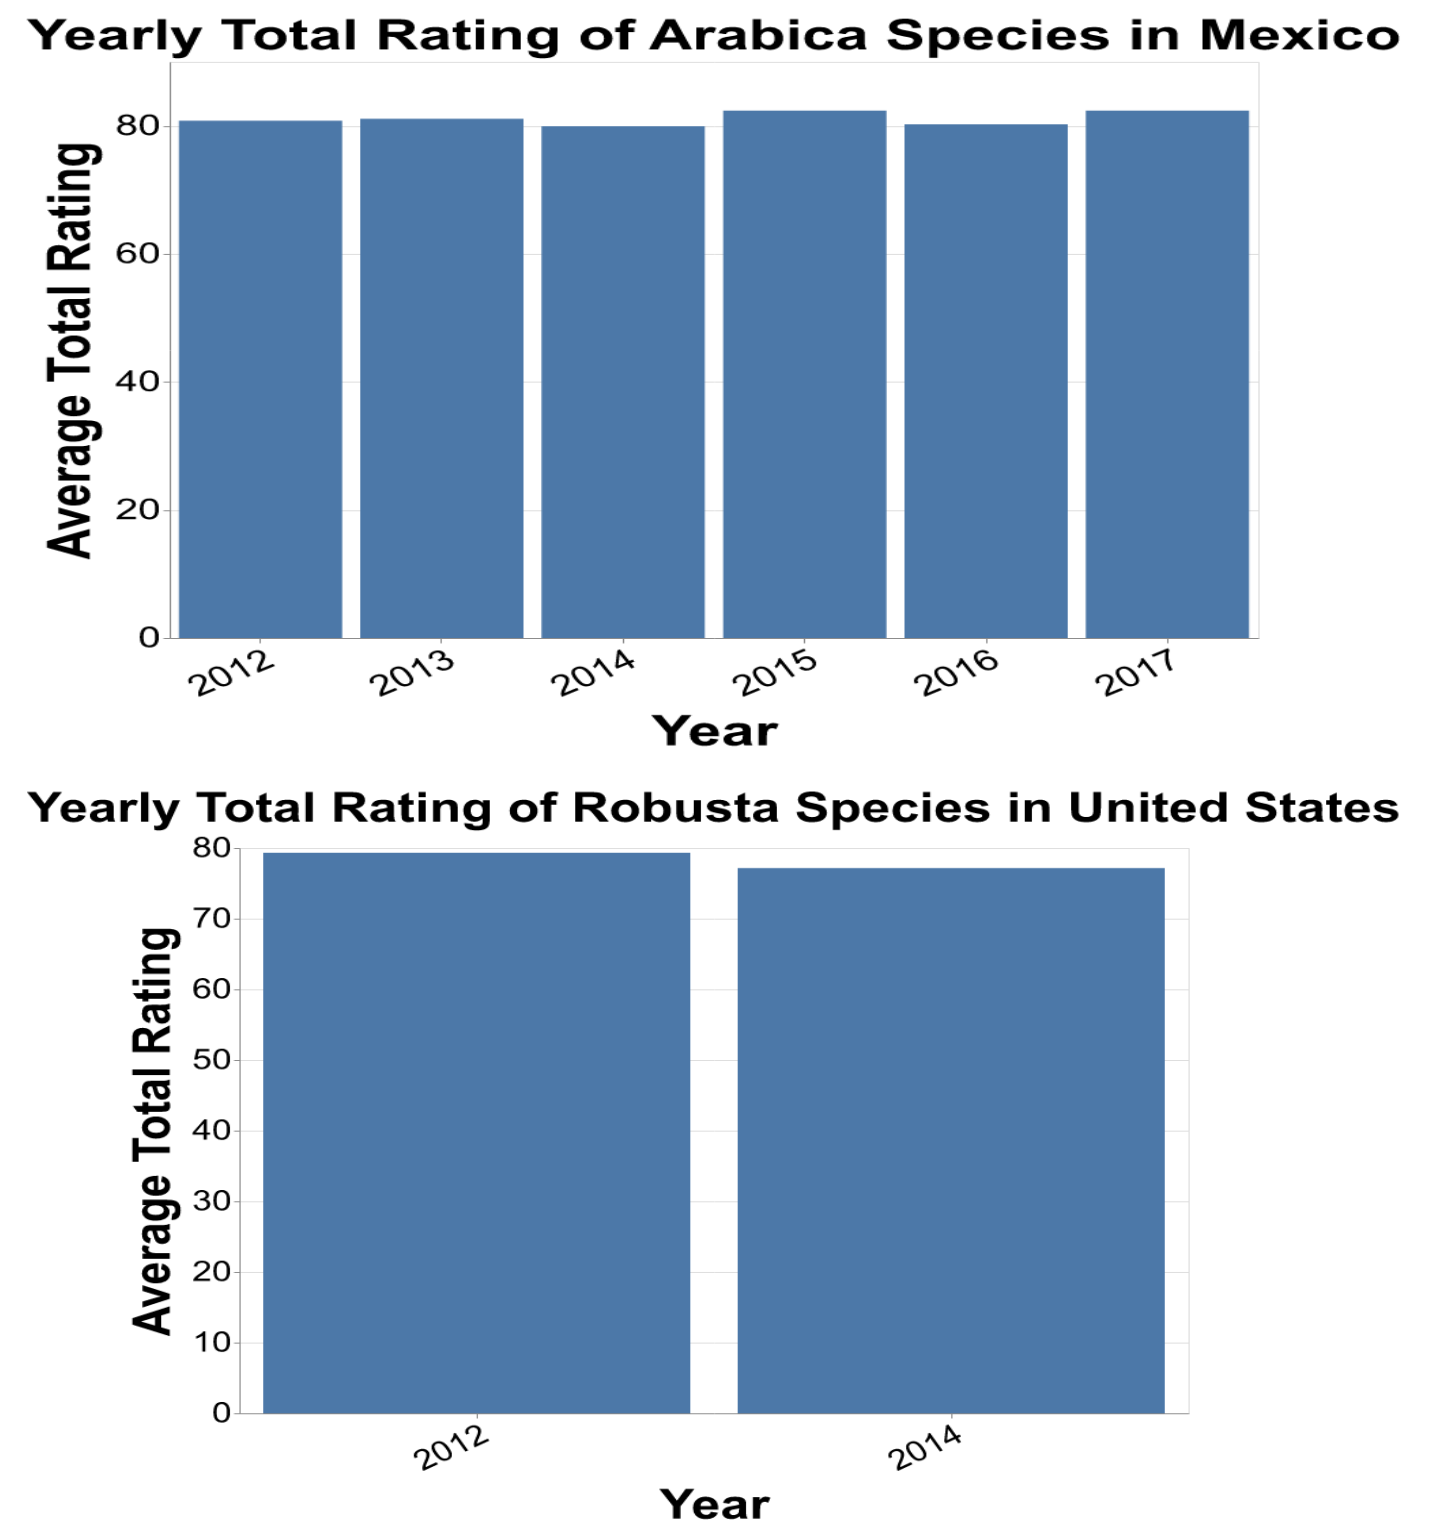 Yearly Total Rating of Arabica Species in Mexico
Average Total Rating
80
60
40
20
0
2012 2013 2014 2015 2016 2017
Year
Yearly Total Rating of Robusta Species in United States
Average Total Rating
80
70
60
50
40
30
20
10
0
2012 2014
Year